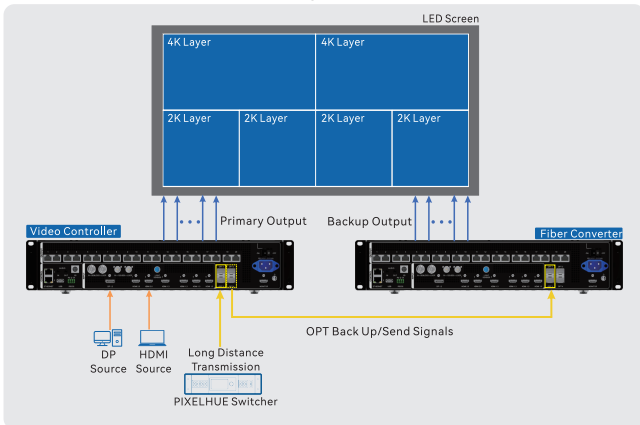 LED Screen
4K Layer
4K Layer
2K Layer
2K Layer
2K Layer
2K Layer
Primary Output
Backup Output
Video Controller
Fiber Converter
OPT Back Up/Send Signals
DP
Source
HDMI
Source
Long Distance
Transmission
PIXELHUE Switcher